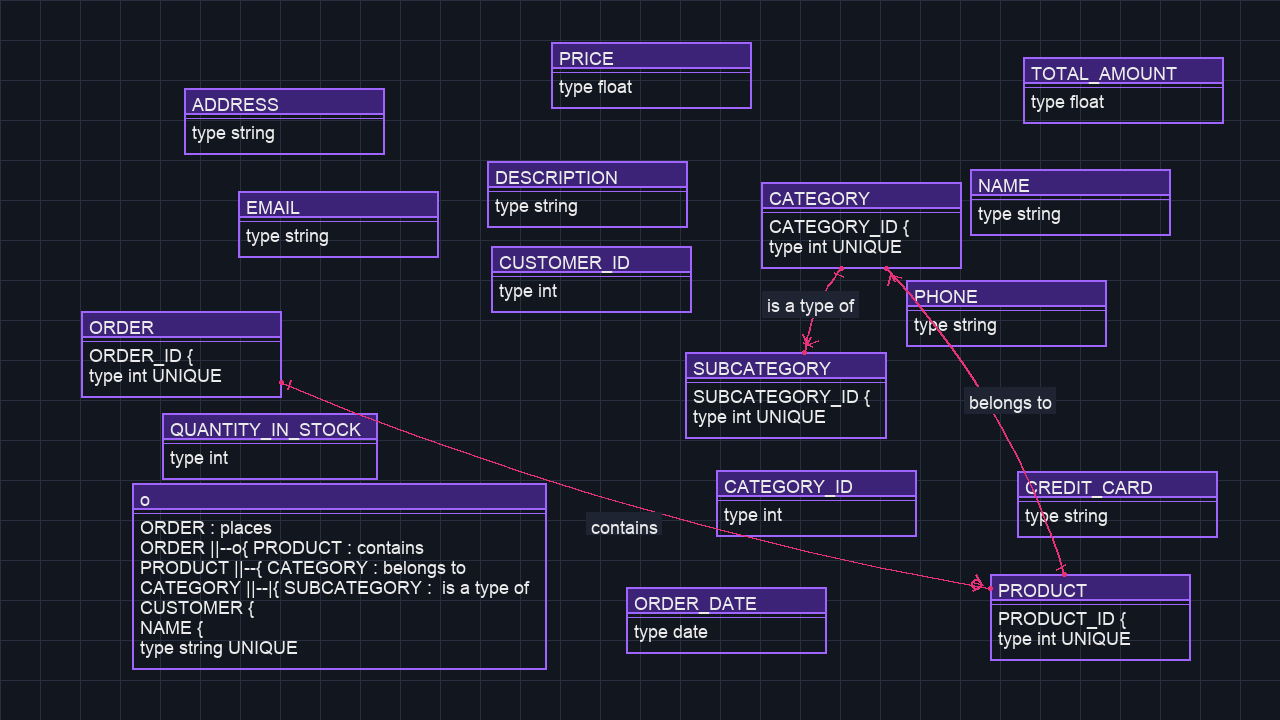 PRICE
type float
TOTAL_AMOUNT
type float
ADDRESS
type string
DESCRIPTION
type string
NAME
type string
CATEGORY
CATEGORY_ID {
type int UNIQUE
EMAIL
type string
CUSTOMER_ID
type int
PHONE
type string
is a type of
ORDER
ORDER_ID {
type int UNIQUE
SUBCATEGORY
SUBCATEGORY_ID {
type int UNIQUE
belongs to
QUANTITY_IN_STOCK
type int
CATEGORY_ID
type int
CREDIT_CARD
type string
o
ORDER : places
ORDER ||--o{ PRODUCT : contains
PRODUCT ||--{ CATEGORY : belongs to
CATEGORY ||--|{ SUBCATEGORY :  is a type of
CUSTOMER {
NAME {
type string UNIQUE
contains
ORDER_DATE
type date
PRODUCT
PRODUCT_ID {
type int UNIQUE